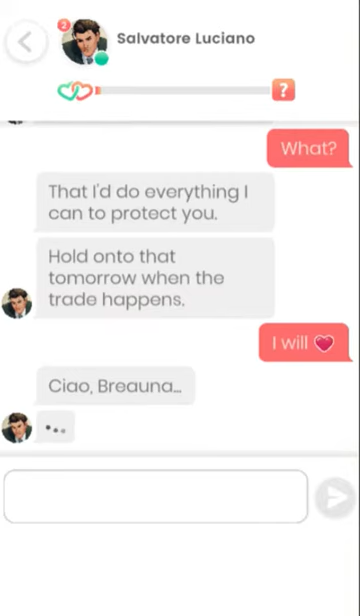 2
Salvatore Luciano
?
What?
That I'd do everything I
can to protect you.
Hold onto that
tomorrow when the
trade happens.
I will
Ciao, Breauna...